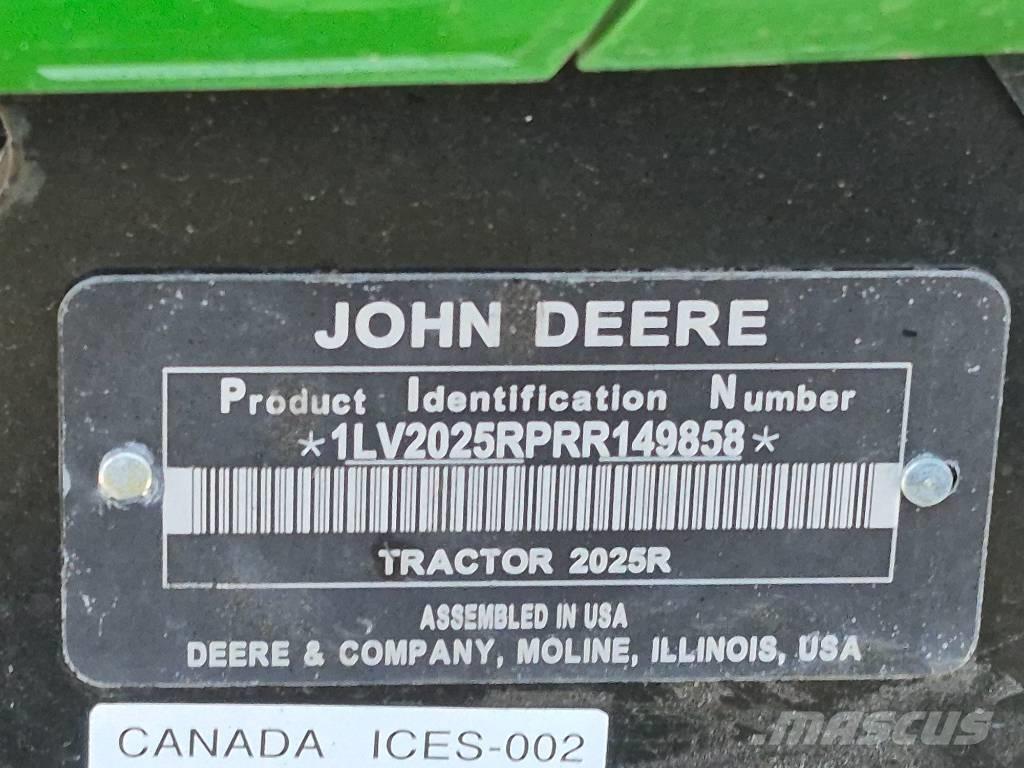 JOHN DEERE
Product Identification Number
*1LV2025RPRR149858*
TRACTOR 2025R
ASSEMBLED IN USA
DEERE & COMPANY, MOLINE, ILLINOIS, USA
CANADA ICES-002
MASCUS